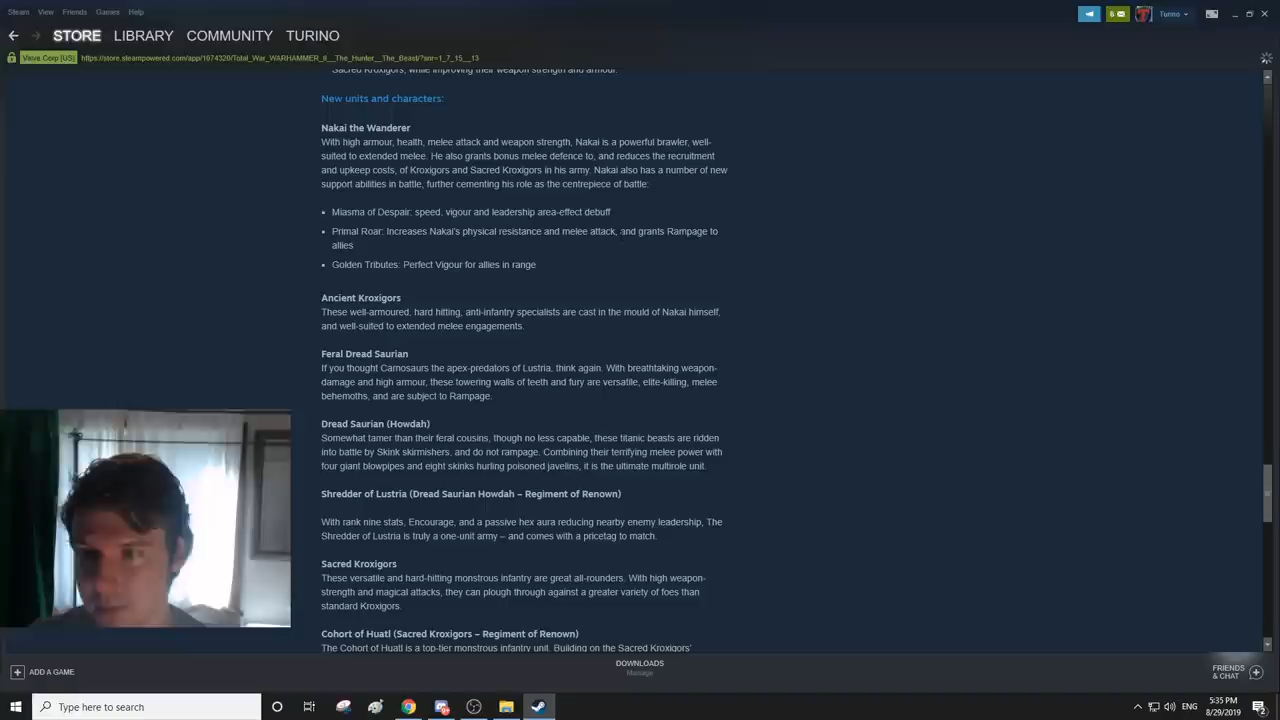 Steam View Friends Games Help
8
Turino
STORE LIBRARY COMMUNITY TURINO
Valve Corp [US] https://store.steampowered.com/app/1074320/Total_War_WARHAMMER_II__The_Hunter__The_Beast/?snr=1_7_15__13
Sacred Kroxigors, while improving their weapon strength and armour.
New units and characters:
Nakai the Wanderer
With high armour, health, melee attack and weapon strength, Nakai is a powerful brawler, well-
suited to extended melee. He also grants bonus melee defence to, and reduces the recruitment
and upkeep costs, of Kroxigors and Sacred Kroxigors in his army. Nakai also has a number of new
support abilities in battle, further cementing his role as the centrepiece of battle:
• Miasma of Despair: speed, vigour and leadership area-effect debuff
• Primal Roar: Increases Nakai's physical resistance and melee attack, and grants Rampage to
allies
• Golden Tributes: Perfect Vigour for allies in range
Ancient Kroxigors
These well-armoured, hard hitting, anti-infantry specialists are cast in the mould of Nakai himself,
and well-suited to extended melee engagements.
Feral Dread Saurian
If you thought Carnosaurs the apex-predators of Lustria, think again. With breathtaking weapon-
damage and high armour, these towering walls of teeth and fury are versatile, elite-killing, melee
behemoths, and are subject to Rampage.
Dread Saurian (Howdah)
Somewhat tamer than their feral cousins, though no less capable, these titanic beasts are ridden
into battle by Skink skirmishers, and do not rampage. Combining their terrifying melee power with
four giant blowpipes and eight skinks hurling poisoned javelins, it is the ultimate multirole unit.
Shredder of Lustria (Dread Saurian Howdah – Regiment of Renown)
With rank nine stats, Encourage, and a passive hex aura reducing nearby enemy leadership, The
Shredder of Lustria is truly a one-unit army – and comes with a pricetag to match.
Sacred Kroxigors
These versatile and hard-hitting monstrous infantry are great all-rounders. With high weapon-
strength and magical attacks, they can plough through against a greater variety of foes than
standard Kroxigors.
Cohort of Huatl (Sacred Kroxigors – Regiment of Renown)
The Cohort of Huatl is a top-tier monstrous infantry unit. Building on the Sacred Kroxigors'
+ ADD A GAME
DOWNLOADS
Manage
FRIENDS
& CHAT +
Type here to search
ENG
5:35 PM
8/29/2019
2